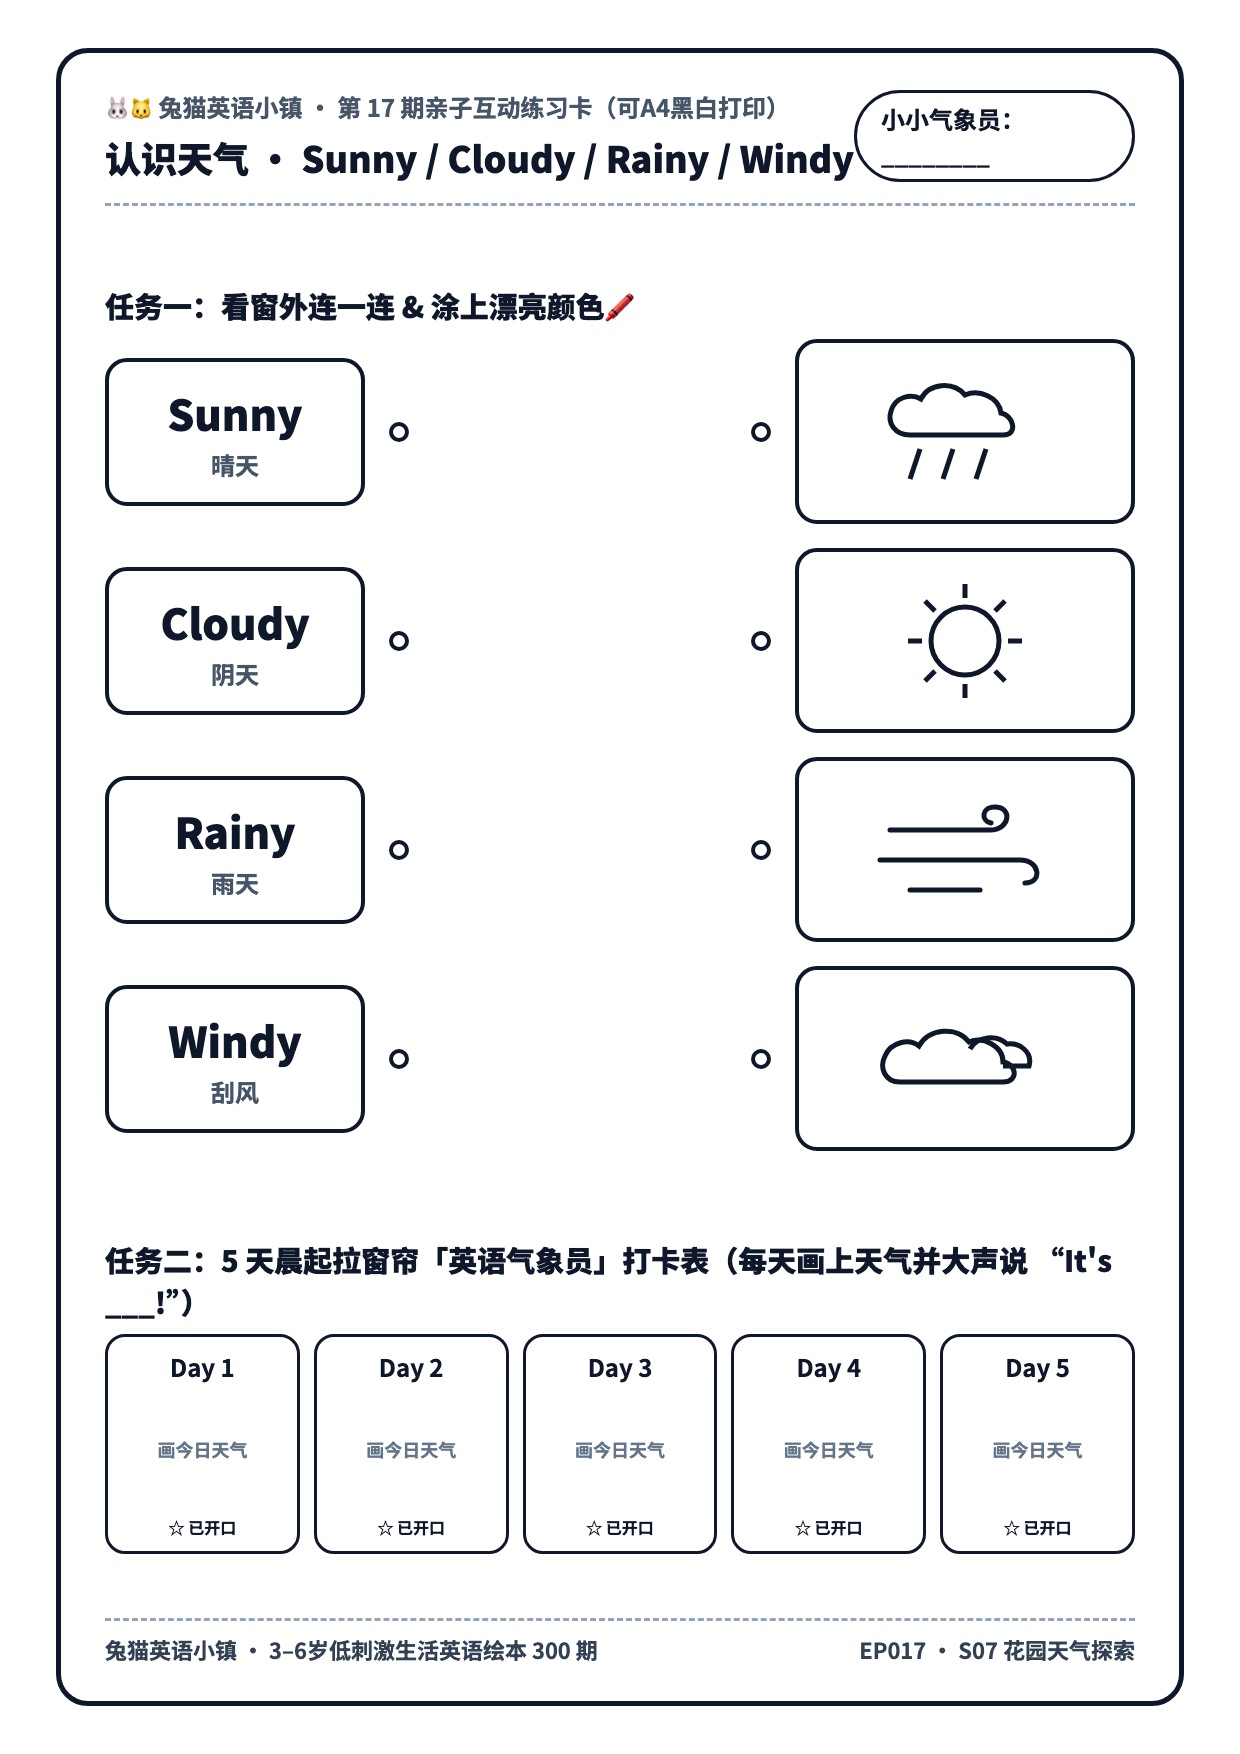 🐰🐱 兔猫英语小镇 · 第 17 期亲子互动练习卡（可A4黑白打印）
认识天气 · Sunny / Cloudy / Rainy / Windy
小小气象员：
_________
任务一：看窗外连一连 & 涂上漂亮颜色🖍️
Sunny
晴天
Cloudy
阴天
Rainy
雨天
Windy
刮风
任务二：5 天晨起拉窗帘「英语气象员」打卡表（每天画上天气并大声说 “It's
___!”）
Day 1
画今日天气
☆ 已开口
Day 2
画今日天气
☆ 已开口
Day 3
画今日天气
☆ 已开口
Day 4
画今日天气
☆ 已开口
Day 5
画今日天气
☆ 已开口
兔猫英语小镇 · 3–6岁低刺激生活英语绘本 300 期
EP017 · S07 花园天气探索